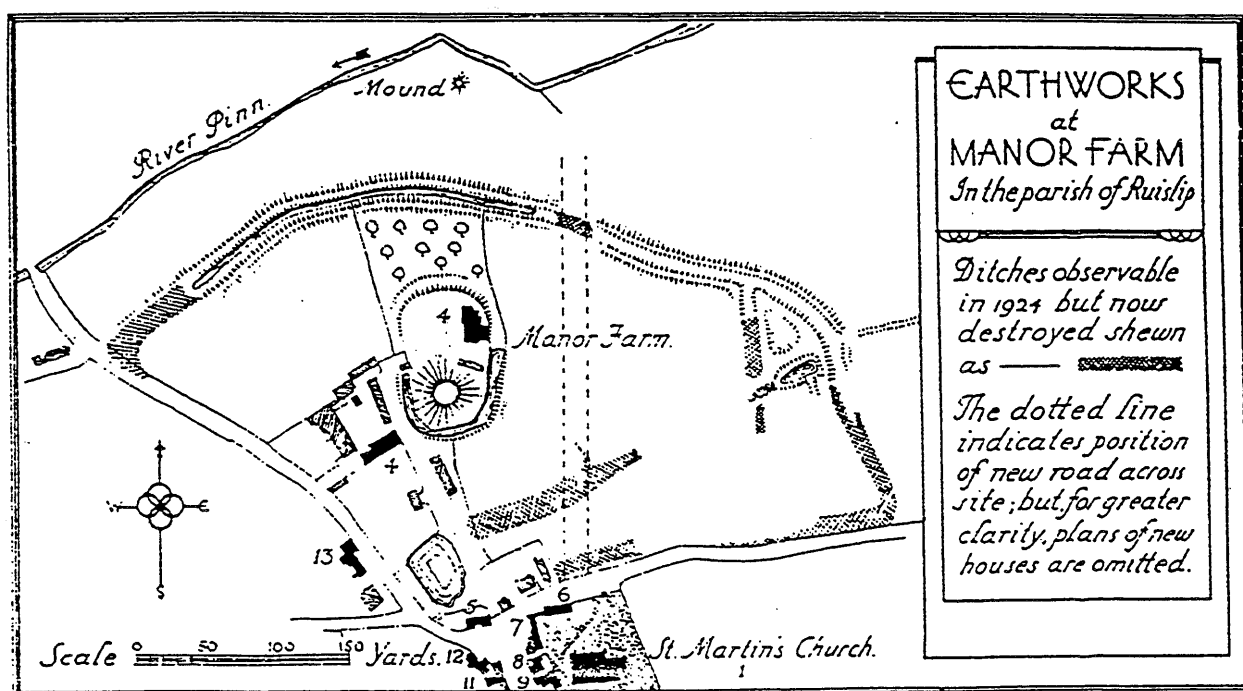 River Pinn.
Mound
EARTHWORKS
at
MANOR FARM
In the parish of Ruislip
Ditches observable
in 1924 but now
destroyed shewn
as
The dotted line
indicates position
of new road across
site; but, for greater
clarity, plans of new
houses are omitted.
4
Manor Farm.
4
W E
S
13
5
6
7
8
9
12
11
St. Martin's Church.
1
Scale 0 50 100 150 Yards.